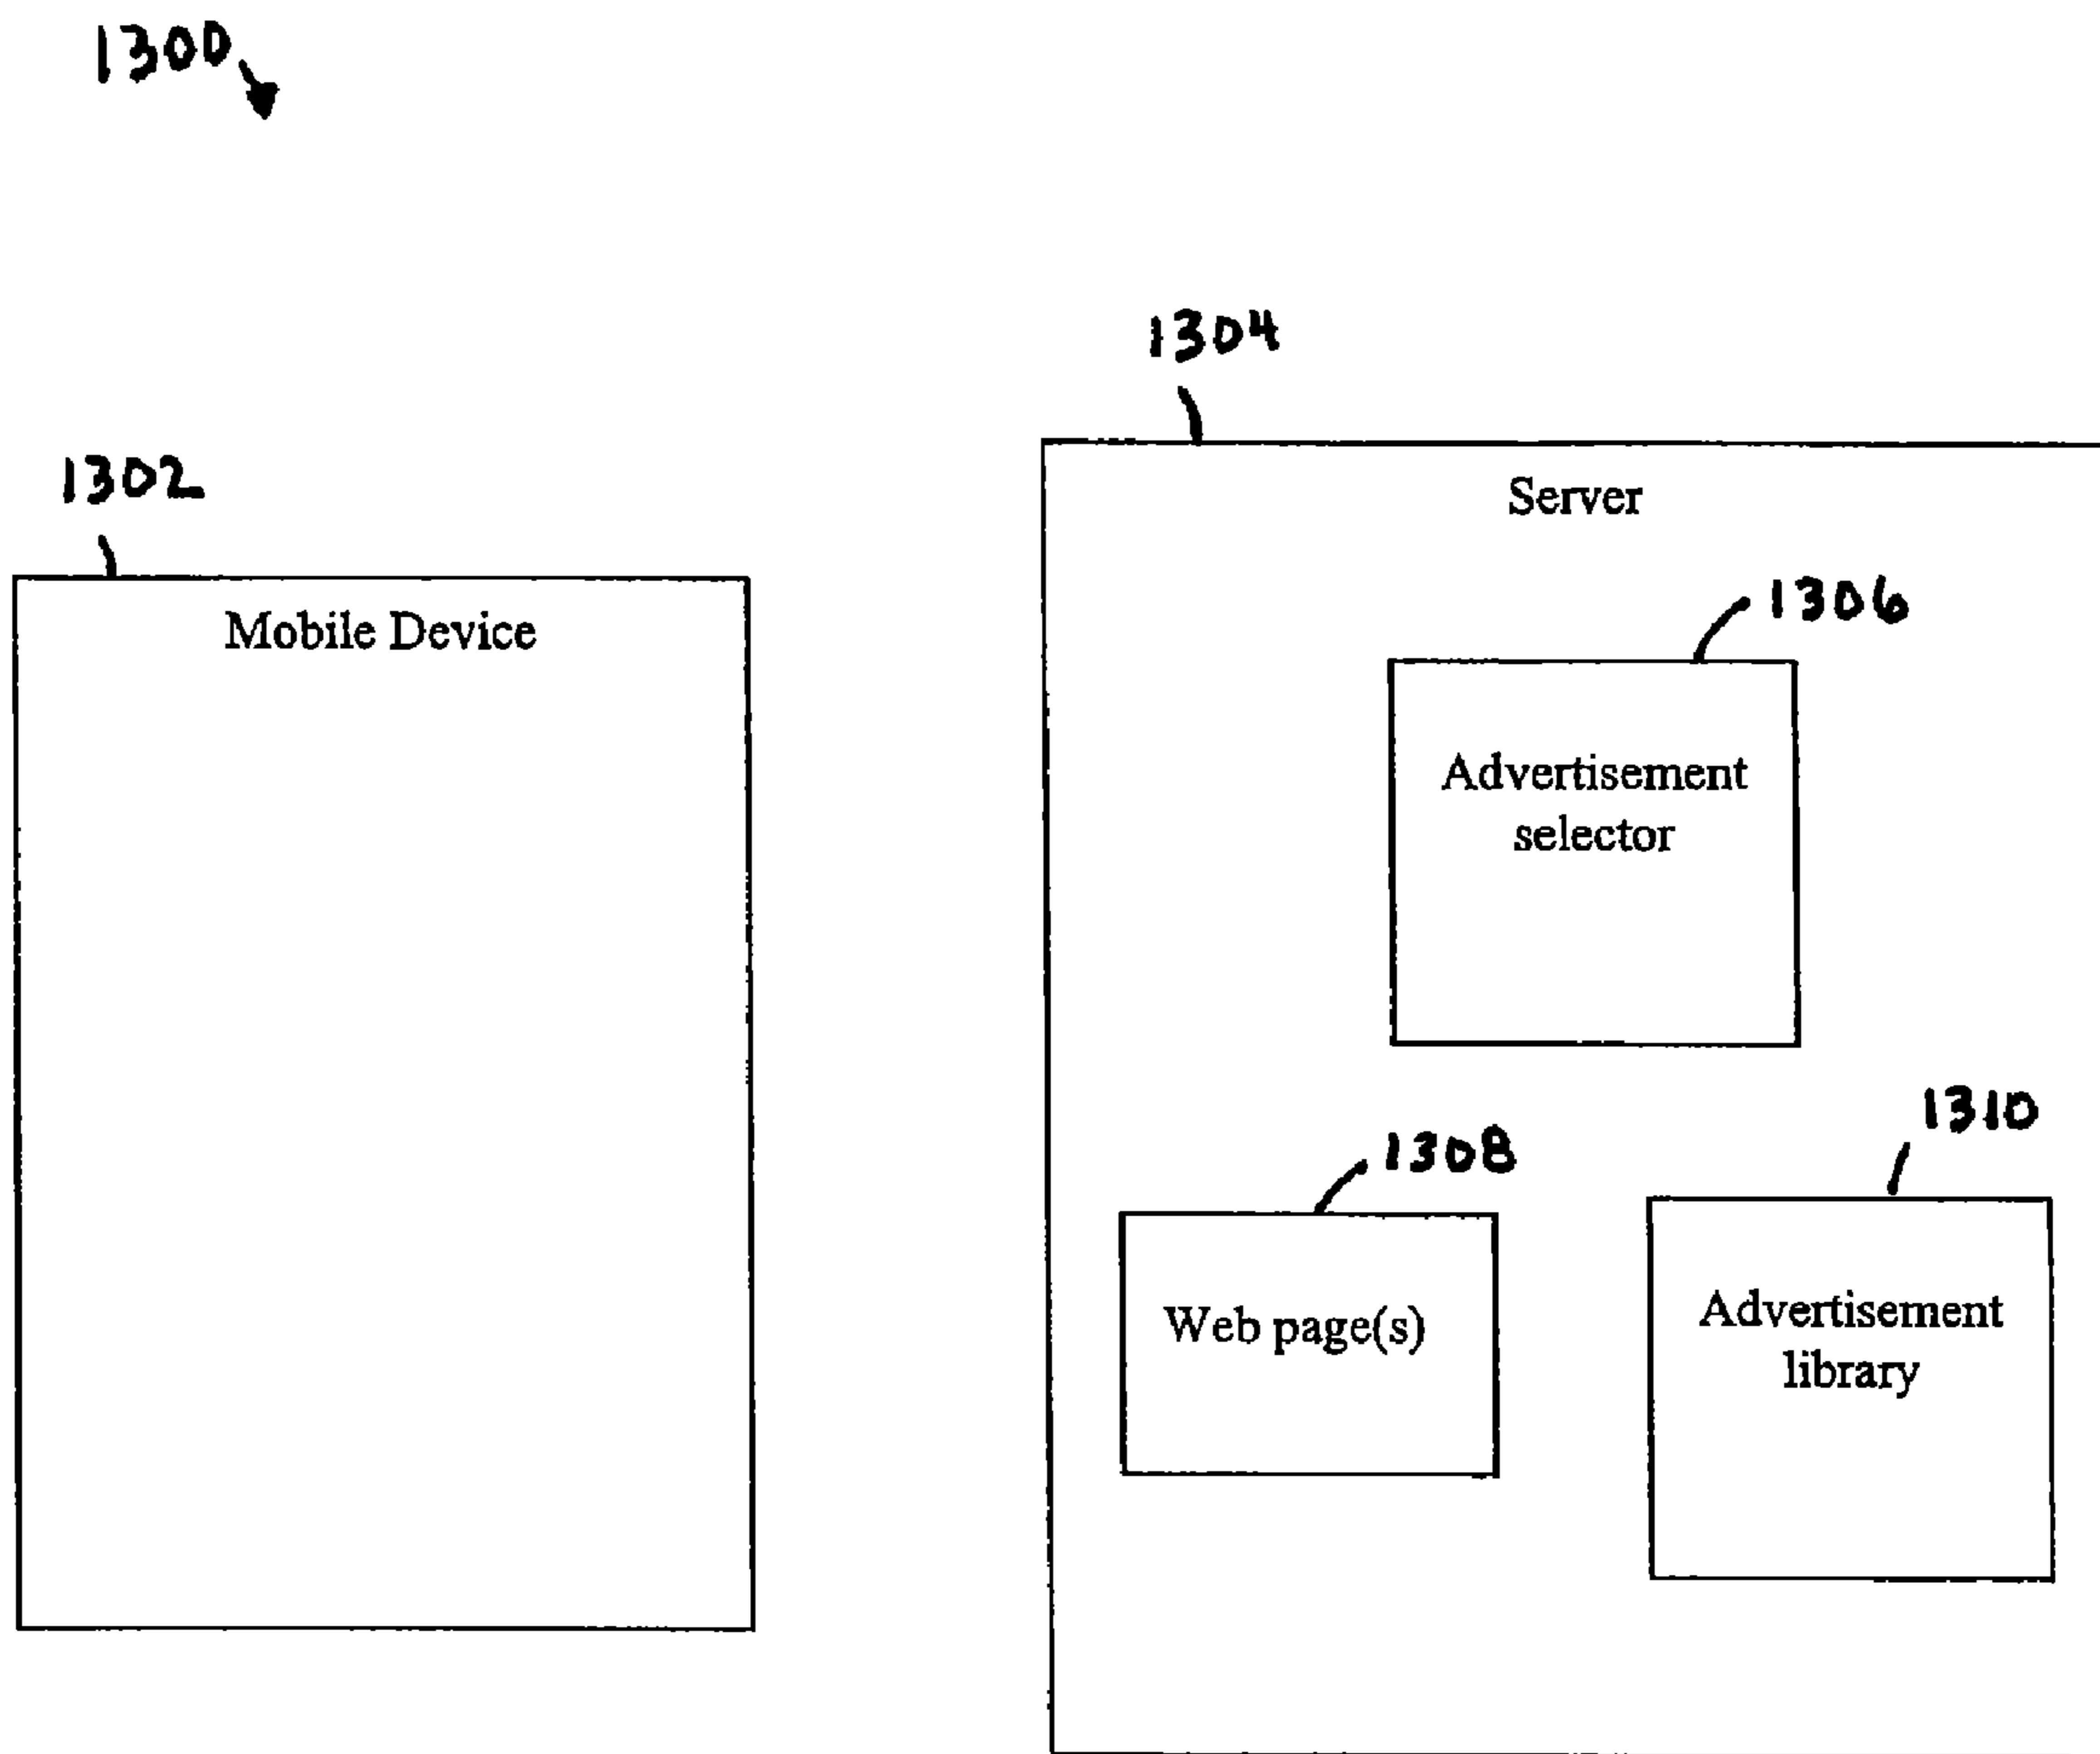 1300
1304
Server
1302
Mobile Device
1306
Advertisement
selector
1308
1310
Web page(s)
Advertisement
library